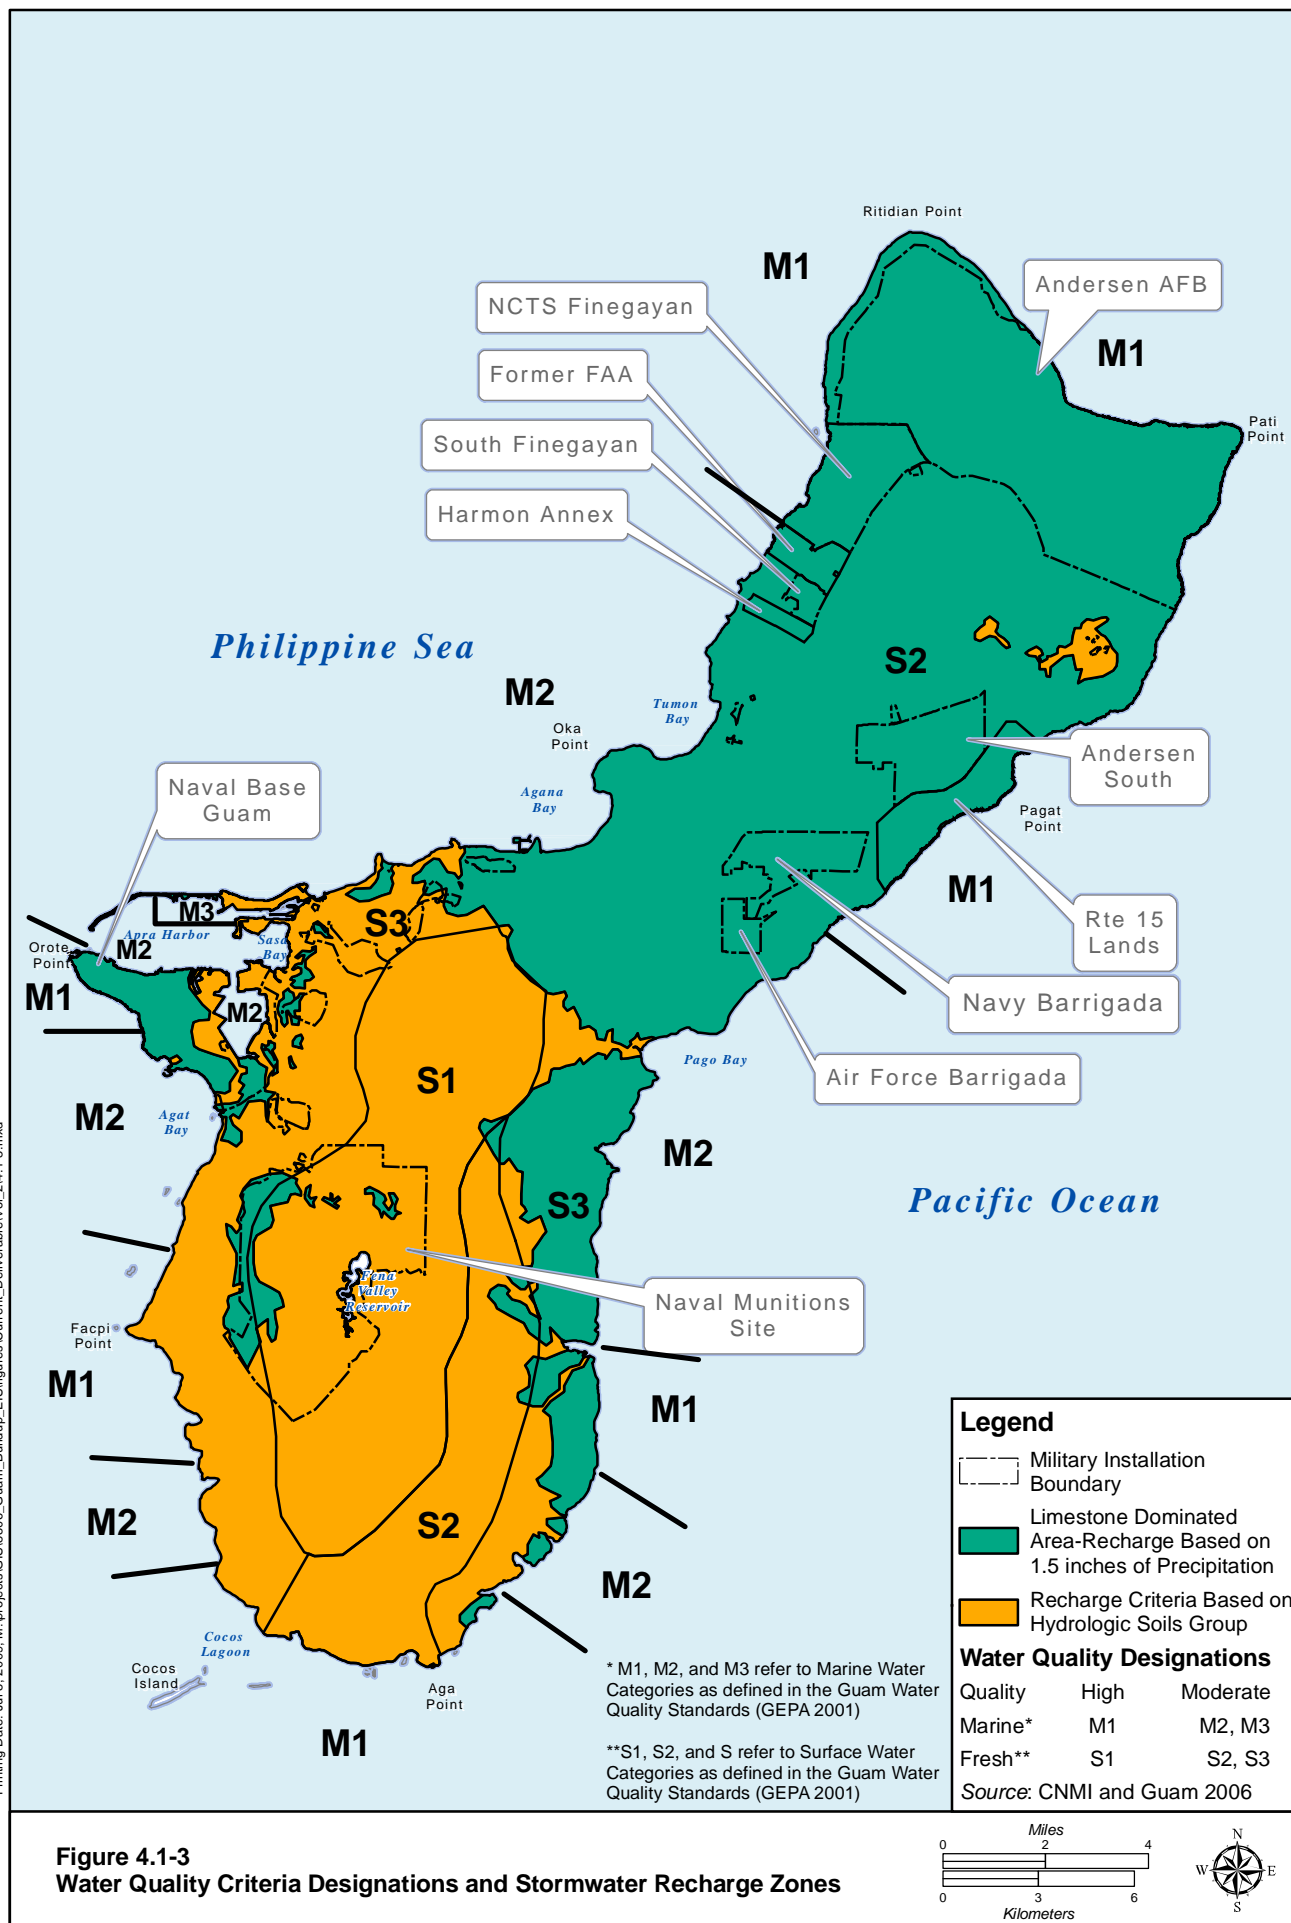 Ritidian Point
M1
Andersen AFB
NCTS Finegayan
M1
Former FAA
Pati
Point
South Finegayan
Harmon Annex
Philippine Sea
S2
M2
Tumon
Bay
Oka
Point
Andersen
South
Naval Base
Guam
Agana
Bay
Pagat
Point
M1
M3
S3
Rte 15
Lands
Apra Harbor
Sasa
Bay
Orote
Point
M2
M1
Navy Barrigada
M2
Pago Bay
Air Force Barrigada
S1
M2
Agat
Bay
M2
Pacific Ocean
S3
Fena
Valley
Reservoir
Naval Munitions
Site
Facpi
Point
M1
M1
M2
S2
M2
Cocos
Lagoon
Cocos
Island
Aga
Point
M1
* M1, M2, and M3 refer to Marine Water
Categories as defined in the Guam Water
Quality Standards (GEPA 2001)
**S1, S2, and S refer to Surface Water
Categories as defined in the Guam Water
Quality Standards (GEPA 2001)
Legend
Military Installation
Boundary
Limestone Dominated
Area-Recharge Based on
1.5 inches of Precipitation
Recharge Criteria Based on
Hydrologic Soils Group
Water Quality Designations
Quality High Moderate
Marine* M1 M2, M3
Fresh** S1 S2, S3
Source: CNMI and Guam 2006
Figure 4.1-3
Water Quality Criteria Designations and Stormwater Recharge Zones
Miles
0 2 4
0 3 6
Kilometers
N
W E
S